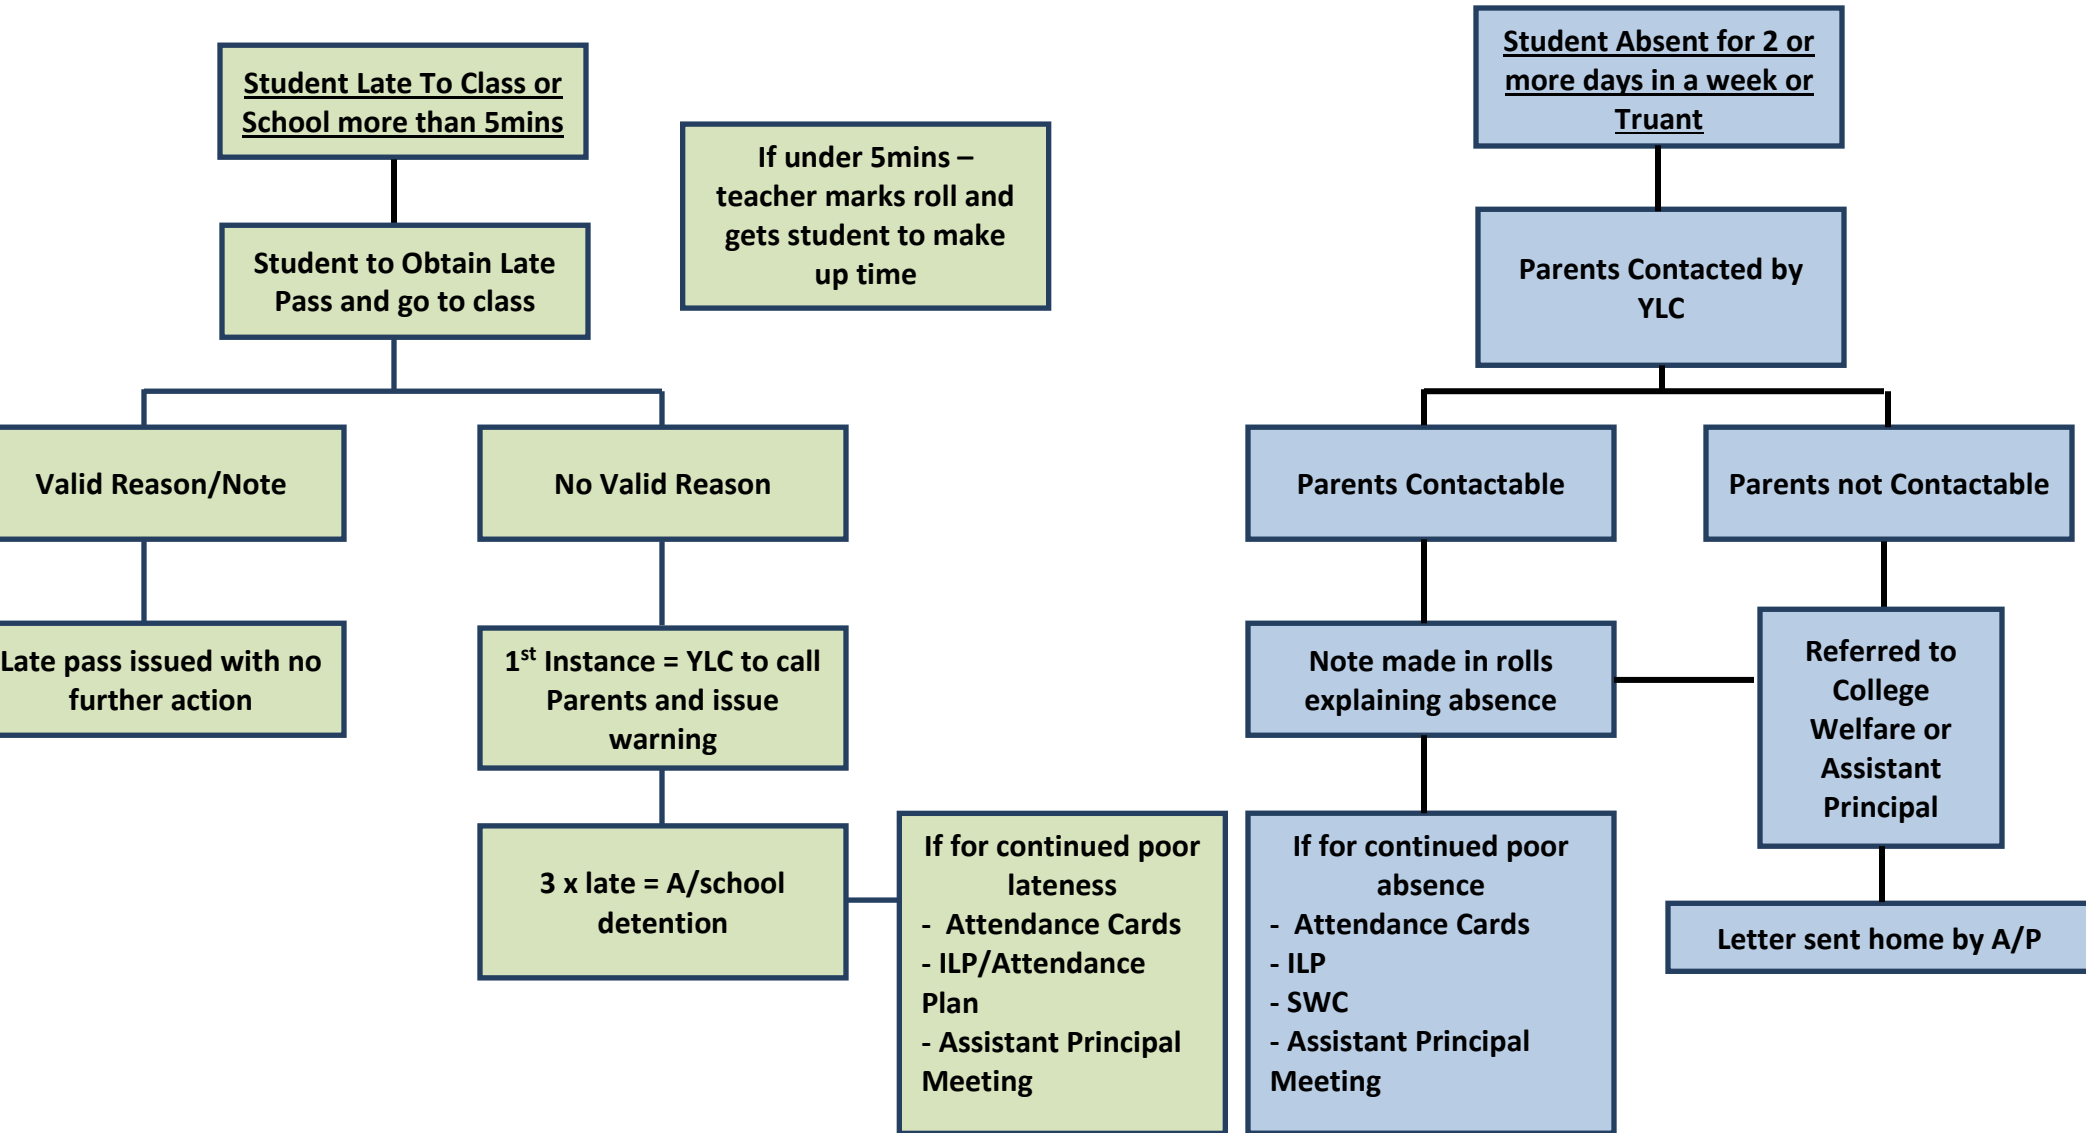 Student Late To Class or
School more than 5mins
If under 5mins –
teacher marks roll and
gets student to make
up time
Student to Obtain Late
Pass and go to class
Valid Reason/Note
No Valid Reason
Late pass issued with no
further action
1st Instance = YLC to call
Parents and issue
warning
3 x late = A/school
detention
If for continued poor
lateness
- Attendance Cards
- ILP/Attendance
Plan
- Assistant Principal
Meeting
Student Absent for 2 or
more days in a week or
Truant
Parents Contacted by
YLC
Parents Contactable
Parents not Contactable
Note made in rolls
explaining absence
Referred to
College
Welfare or
Assistant
Principal
If for continued poor
absence
- Attendance Cards
- ILP
- SWC
- Assistant Principal
Meeting
Letter sent home by A/P